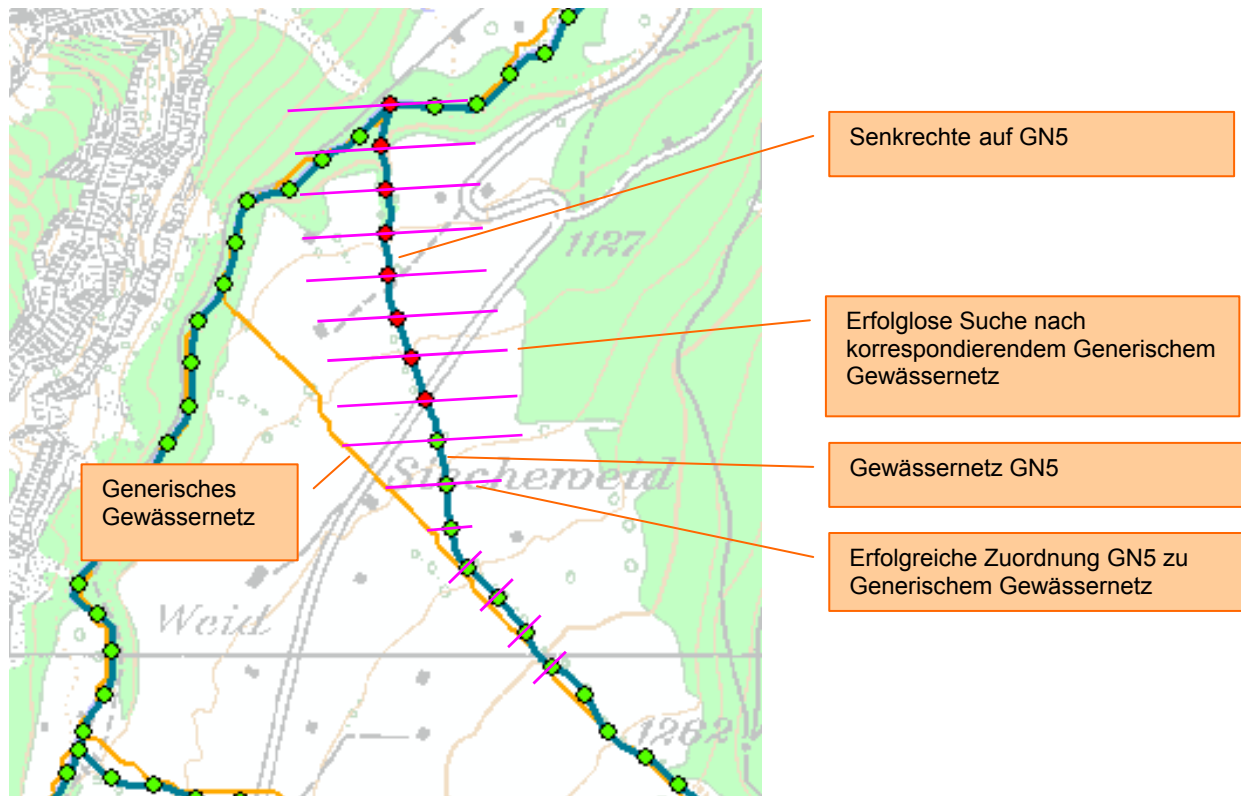 Senkrechte auf GN5
1127
Erfolglose Suche nach
korrespondierendem Generischem
Gewässernetz
Siecherweid
Gewässernetz GN5
Generisches
Gewässernetz
Erfolgreiche Zuordnung GN5 zu
Generischem Gewässernetz
Weid
1262